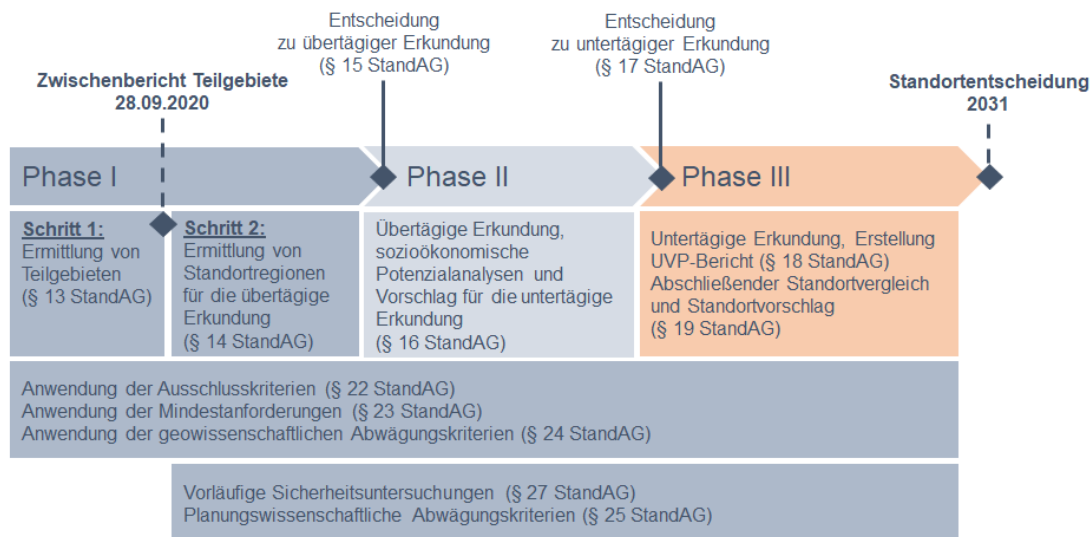 Entscheidung
zu übertägiger Erkundung
(§ 15 StandAG)
Entscheidung
zu untertägiger Erkundung
(§ 17 StandAG)
Zwischenbericht Teilgebiete
28.09.2020
Standortentscheidung
2031
Phase I
Phase II
Phase III
Schritt 1:
Ermittlung von
Teilgebieten
(§ 13 StandAG)
Schritt 2:
Ermittlung von
Standortregionen
für die übertägige
Erkundung
(§ 14 StandAG)
Übertägige Erkundung,
sozioökonomische
Potenzialanalysen und
Vorschlag für die untertägige
Erkundung
(§ 16 StandAG)
Untertägige Erkundung, Erstellung
UVP-Bericht (§ 18 StandAG)
Abschließender Standortvergleich
und Standortvorschlag
(§ 19 StandAG)
Anwendung der Ausschlusskriterien (§ 22 StandAG)
Anwendung der Mindestanforderungen (§ 23 StandAG)
Anwendung der geowissenschaftlichen Abwägungskriterien (§ 24 StandAG)
Vorläufige Sicherheitsuntersuchungen (§ 27 StandAG)
Planungswissenschaftliche Abwägungskriterien (§ 25 StandAG)